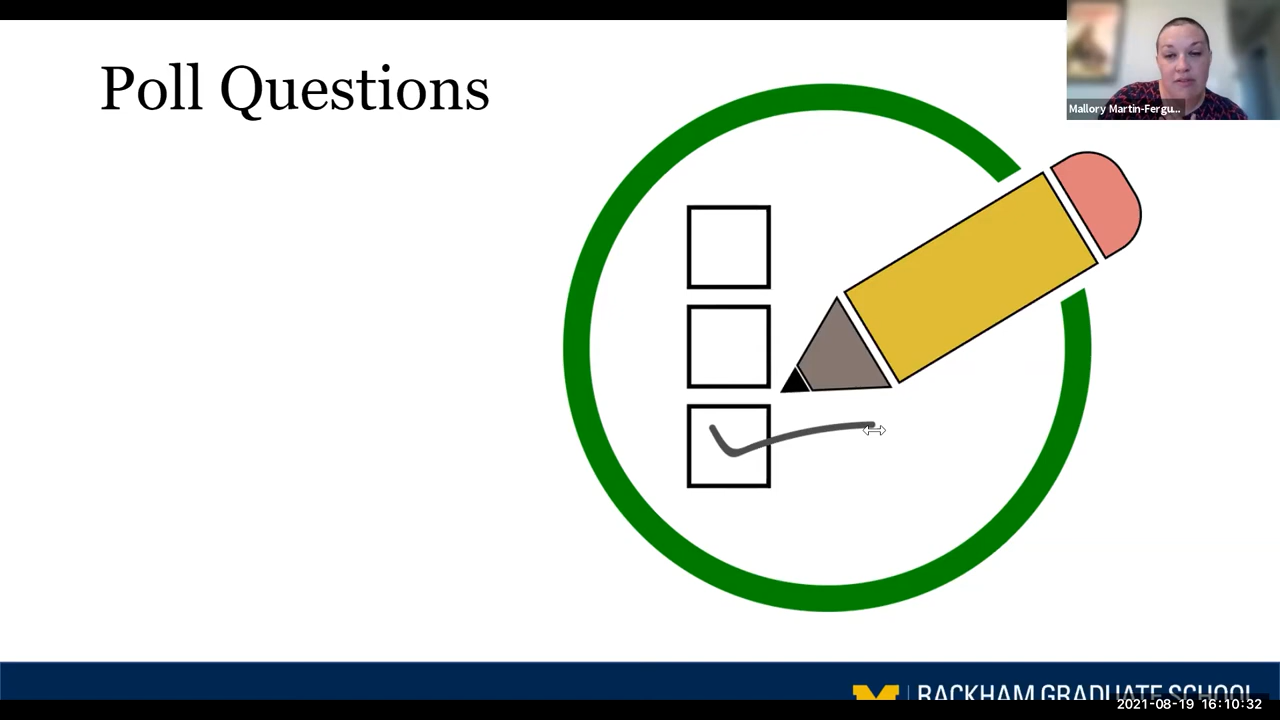 Poll Questions
Mallory Martin-Fergu...
RACKHAM GRADUATE SCHOOL
2021-08-19 16:10:32